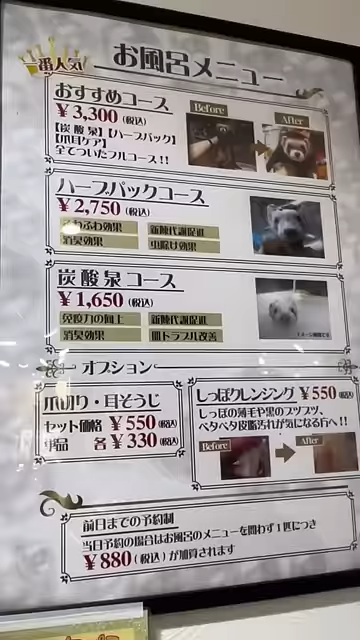 一番人気
お風呂メニュー
おすすめコース
¥3,300(税込)
【炭酸泉】【ハーブパック】
【爪耳ケア】
全てついたフルコース!!
Before
After
ハーブパックコース
¥2,750(税込)
ふわふわ効果
新陳代謝促進
消臭効果
虫除け効果
炭酸泉コース
¥1,650(税込)
免疫力の向上
新陳代謝促進
消臭効果
肌トラブル改善
オプション
爪切り・耳そうじ
セット価格 ¥550(税込)
単品 各¥330(税込)
しっぽクレンジング ¥550(税込)
しっぽの薄毛や黒のブツブツ、
ベタベタ皮脂汚れが気になる方へ!!
Before
After
前日までの予約制
当日予約の場合はお風呂のメニューを問わず1匹につき
¥880(税込)が加算されます